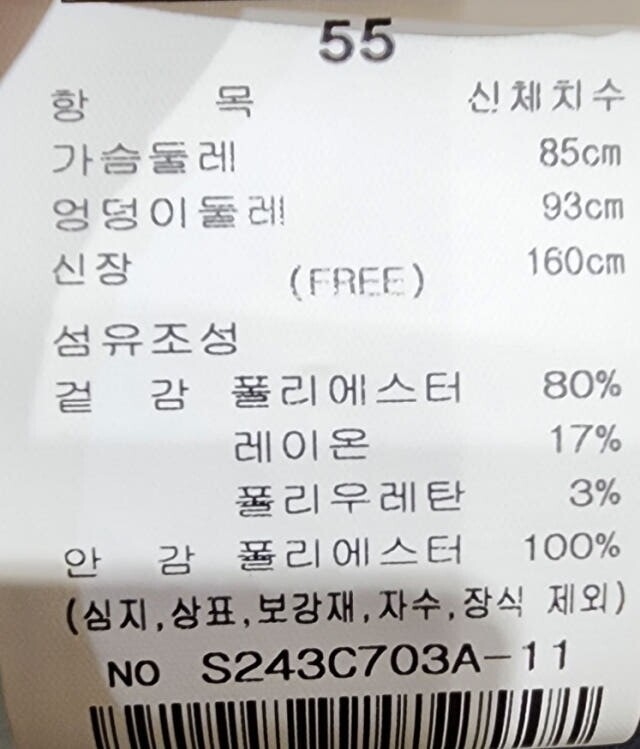 55
항 목 신체치수
가슴둘레 85cm
엉덩이둘레 93cm
신장 (FREE) 160cm
섬유조성
겉 감 폴리에스터 80%
레이온 17%
폴리우레탄 3%
안 감 폴리에스터 100%
(심지,상표,보강재,자수,장식 제외)
NO S243C703A-11